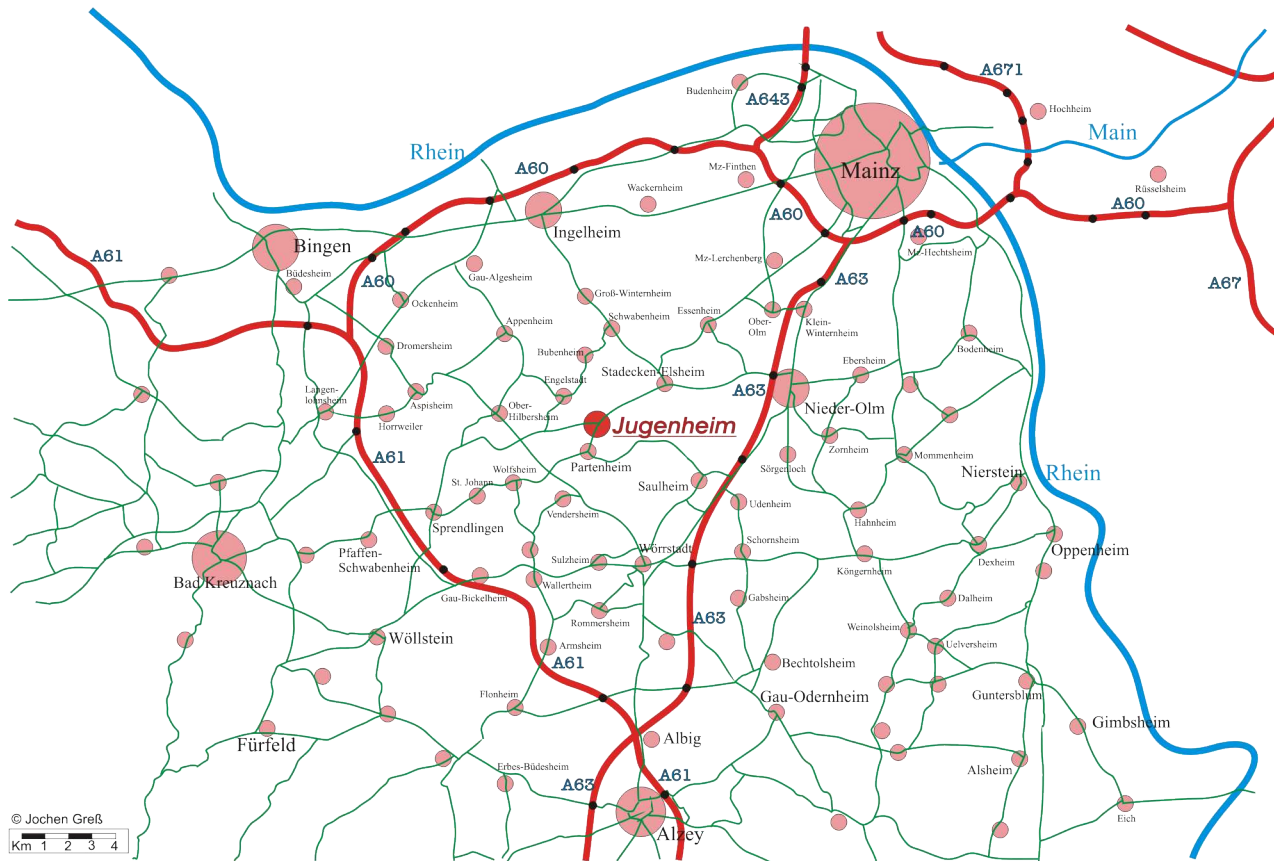 A671
A643
Budenheim
Hochheim
Main
Rhein
A60
Mz-Finthen
Mainz
Rüsselsheim
Wackernheim
A60
A60
A60
Ingelheim
Bingen
A61
Mz-Hechtsheim
Mz-Lerchenberg
Büdesheim
A60
Gau-Algesheim
A63
A67
Ockenheim
Groß-Winternheim
Essenheim
Ober-
Olm
Klein-
Winternheim
Schwabenheim
Appenheim
Bodenheim
Dromersheim
Bubenheim
Ebersheim
Stadecken-Elsheim
A63
Engelstadt
Langen-
lohnsheim
Aspisheim
Ober-
Hilbersheim
Nieder-Olm
Horrweiler
Jugenheim
Zornheim
Mommenheim
A61
Partenheim
Sörgenloch
Nierstein
Rhein
Wolfsheim
St. Johann
Saulheim
Vendersheim
Udenheim
Hahnheim
Sprendlingen
Schornsheim
Pfaffen-
Schwabenheim
Sulzheim
Wörrstadt
Oppenheim
Dexheim
Köngernheim
Bad Kreuznach
Wallertheim
Gau-Bickelheim
Gabsheim
Dalheim
Rommersheim
A63
Weinolsheim
Wöllstein
Armsheim
Uelversheim
A61
Bechtolsheim
Guntersblum
Gau-Odernheim
Flonheim
Gimbsheim
Fürfeld
Albig
Erbes-Büdesheim
Alsheim
A63
A61
Eich
Alzey
© Jochen Greß
Km 1 2 3 4